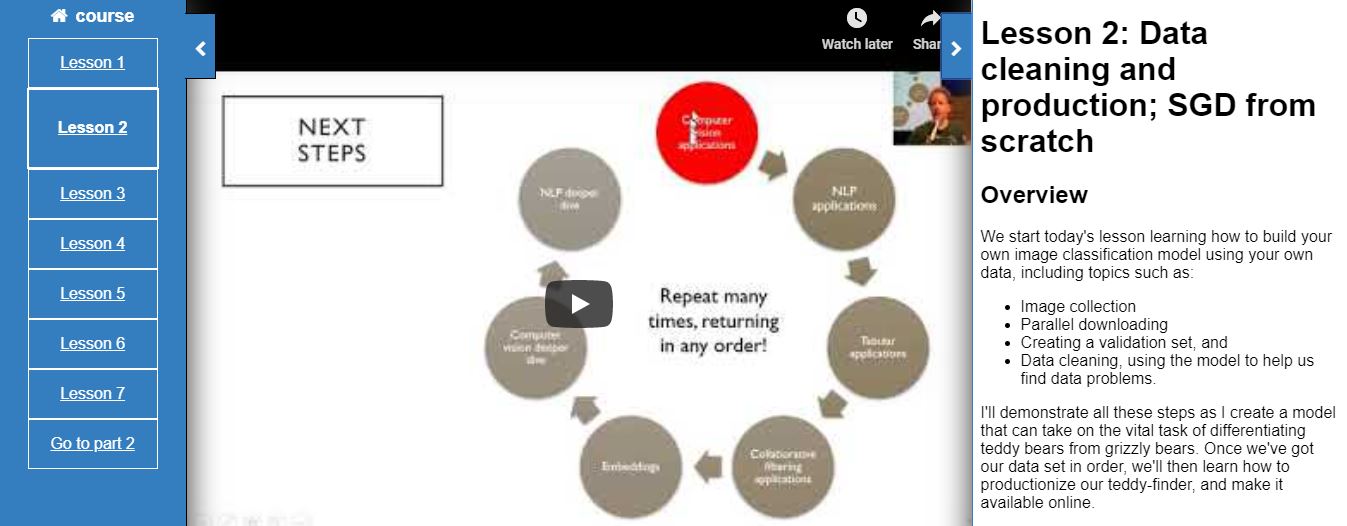 course
Lesson 1
Lesson 2
Lesson 3
Lesson 4
Lesson 5
Lesson 6
Lesson 7
Go to part 2
Watch later
Shar
NEXT
STEPS
Computer
vision
applications
NLP
applications
Tabular
applications
Collaborative
filtering
applications
Embeddings
Computer
vision deeper
dive
NLP deeper
dive
Repeat many
times, returning
in any order!
Lesson 2: Data
cleaning and
production; SGD from
scratch
Overview
We start today's lesson learning how to build your
own image classification model using your own
data, including topics such as:
• Image collection
• Parallel downloading
• Creating a validation set, and
• Data cleaning, using the model to help us
find data problems.
I'll demonstrate all these steps as I create a model
that can take on the vital task of differentiating
teddy bears from grizzly bears. Once we've got
our data set in order, we'll then learn how to
productionize our teddy-finder, and make it
available online.